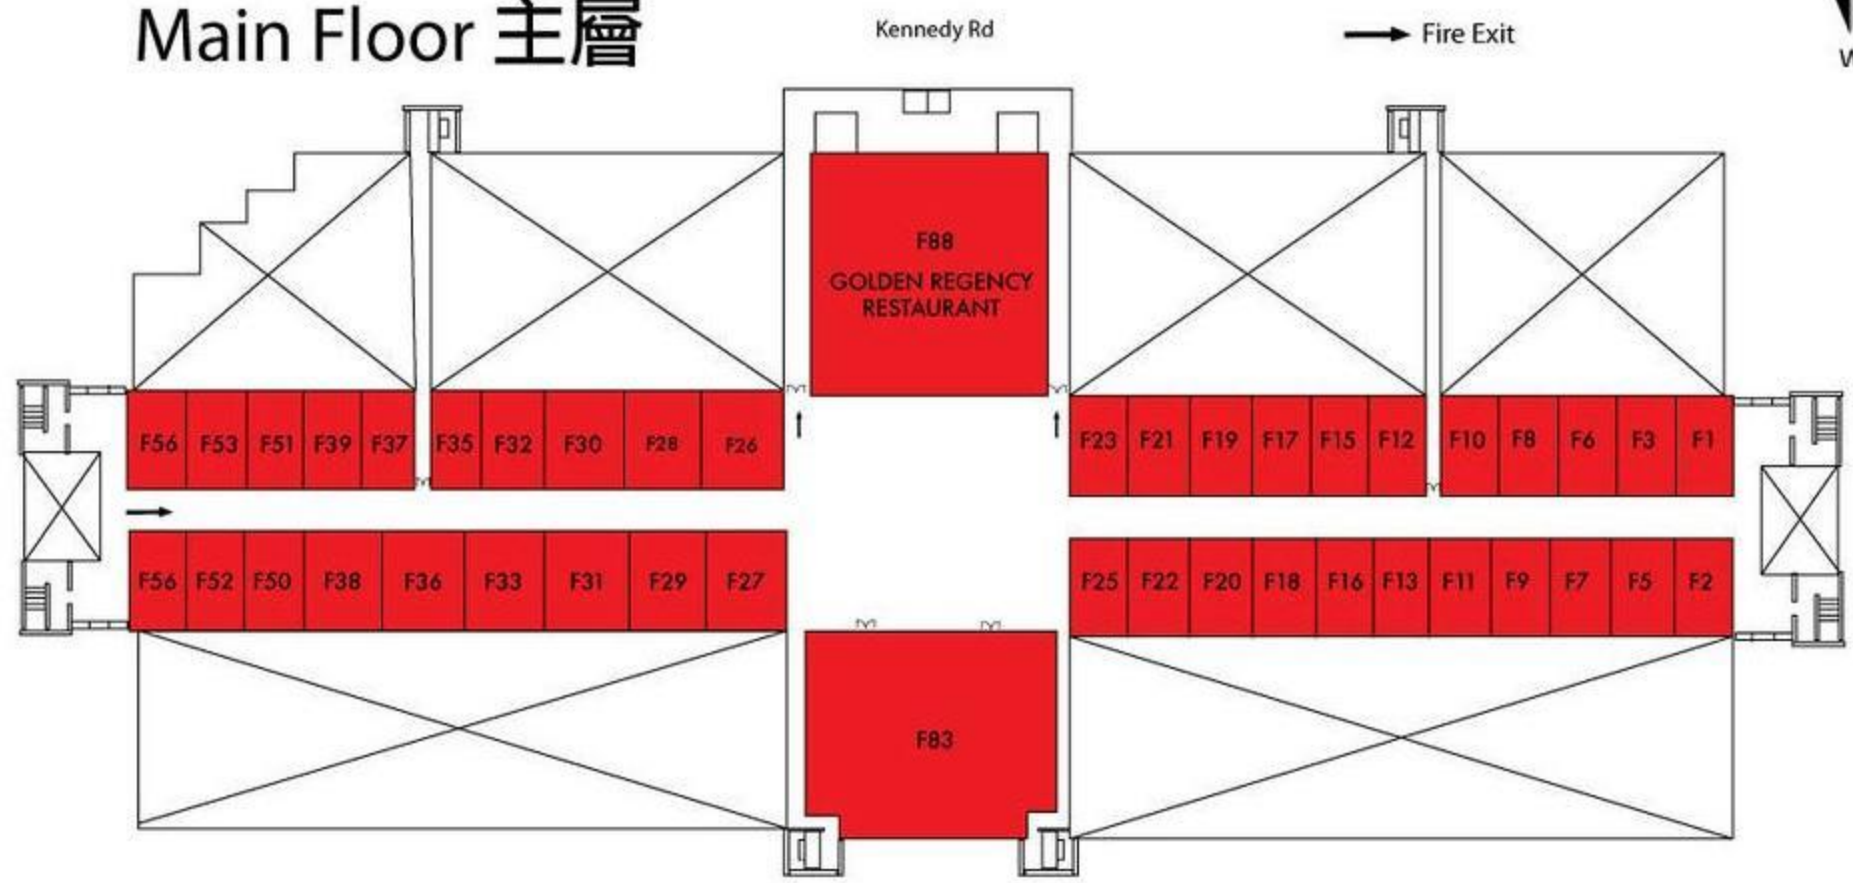 Main Floor 主層
Kennedy Rd
Fire Exit
W
F88
GOLDEN REGENCY
RESTAURANT
F56 F53 F51 F39 F37 F35 F32 F30 F28 F26
F23 F21 F19 F17 F15 F12 F10 F8 F6 F3 F1
F56 F52 F50 F38 F36 F33 F31 F29 F27
F25 F22 F20 F18 F16 F13 F11 F9 F7 F5 F2
F83